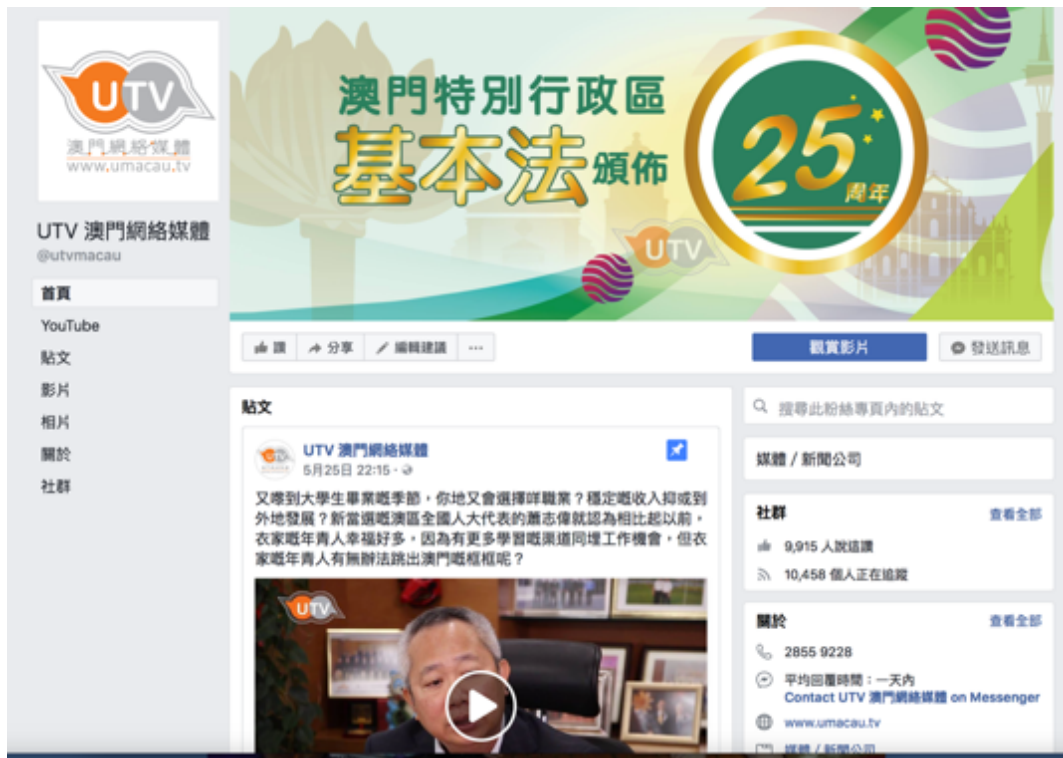 UTV
澳門網絡媒體
www.umacau.tv
UTV 澳門網絡媒體
@utvmacau
首頁
YouTube
貼文
影片
相片
關於
社群
澳門特別行政區
基本法頒佈
25
周年
UTV
讚
分享
編輯建議
...
觀賞影片
發送訊息
貼文
UTV 澳門網絡媒體
5月25日 22:15 ·
又嚟到大學生畢業嘅季節，你地又會選擇咩職業？穩定嘅收入抑或到
外地發展？新當選嘅澳區全國人大代表的蕭志偉就認為相比起以前，
衣家嘅年青人幸福好多，因為有更多學習嘅渠道同埋工作機會，但衣
家嘅年青人有無辦法跳出澳門嘅框框呢？
UTV
搜尋此粉絲專頁內的貼文
媒體 / 新聞公司
社群
查看全部
9,915 人說這讚
10,458 個人正在追蹤
關於
查看全部
2855 9228
平均回覆時間：一天內
Contact UTV 澳門網絡媒體 on Messenger
www.umacau.tv
媒體 / 新聞公司